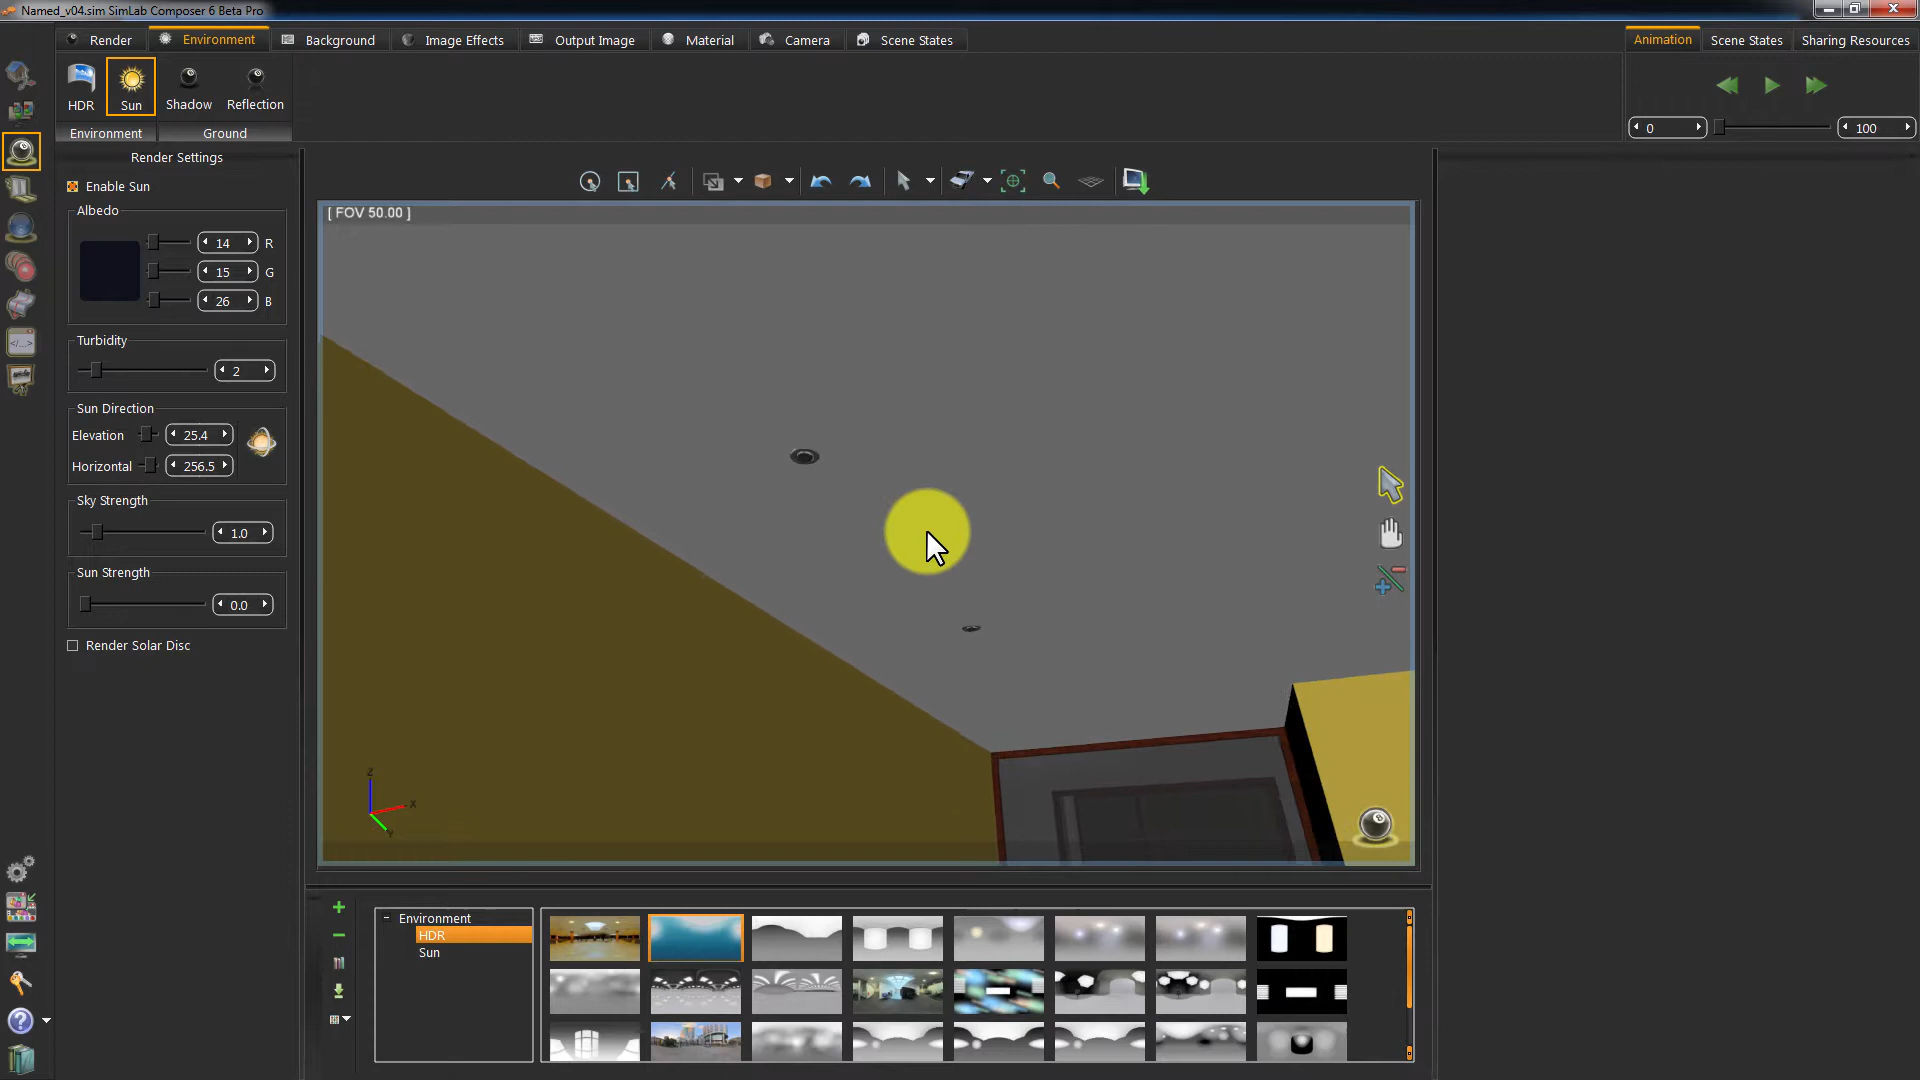 Named_v04.sim SimLab Composer 6 Beta Pro
Render
Environment
Background
Image Effects
Output Image
Material
Camera
Scene States
Animation
Scene States
Sharing Resources
HDR
Sun
Shadow
Reflection
Environment
Ground
0
100
Render Settings
Enable Sun
Albedo
14 R
15 G
26 B
Turbidity
2
Sun Direction
Elevation 25.4
Horizontal 256.5
Sky Strength
1.0
Sun Strength
0.0
Render Solar Disc
[ FOV 50.00 ]
Z
X
Y
Environment
HDR
Sun